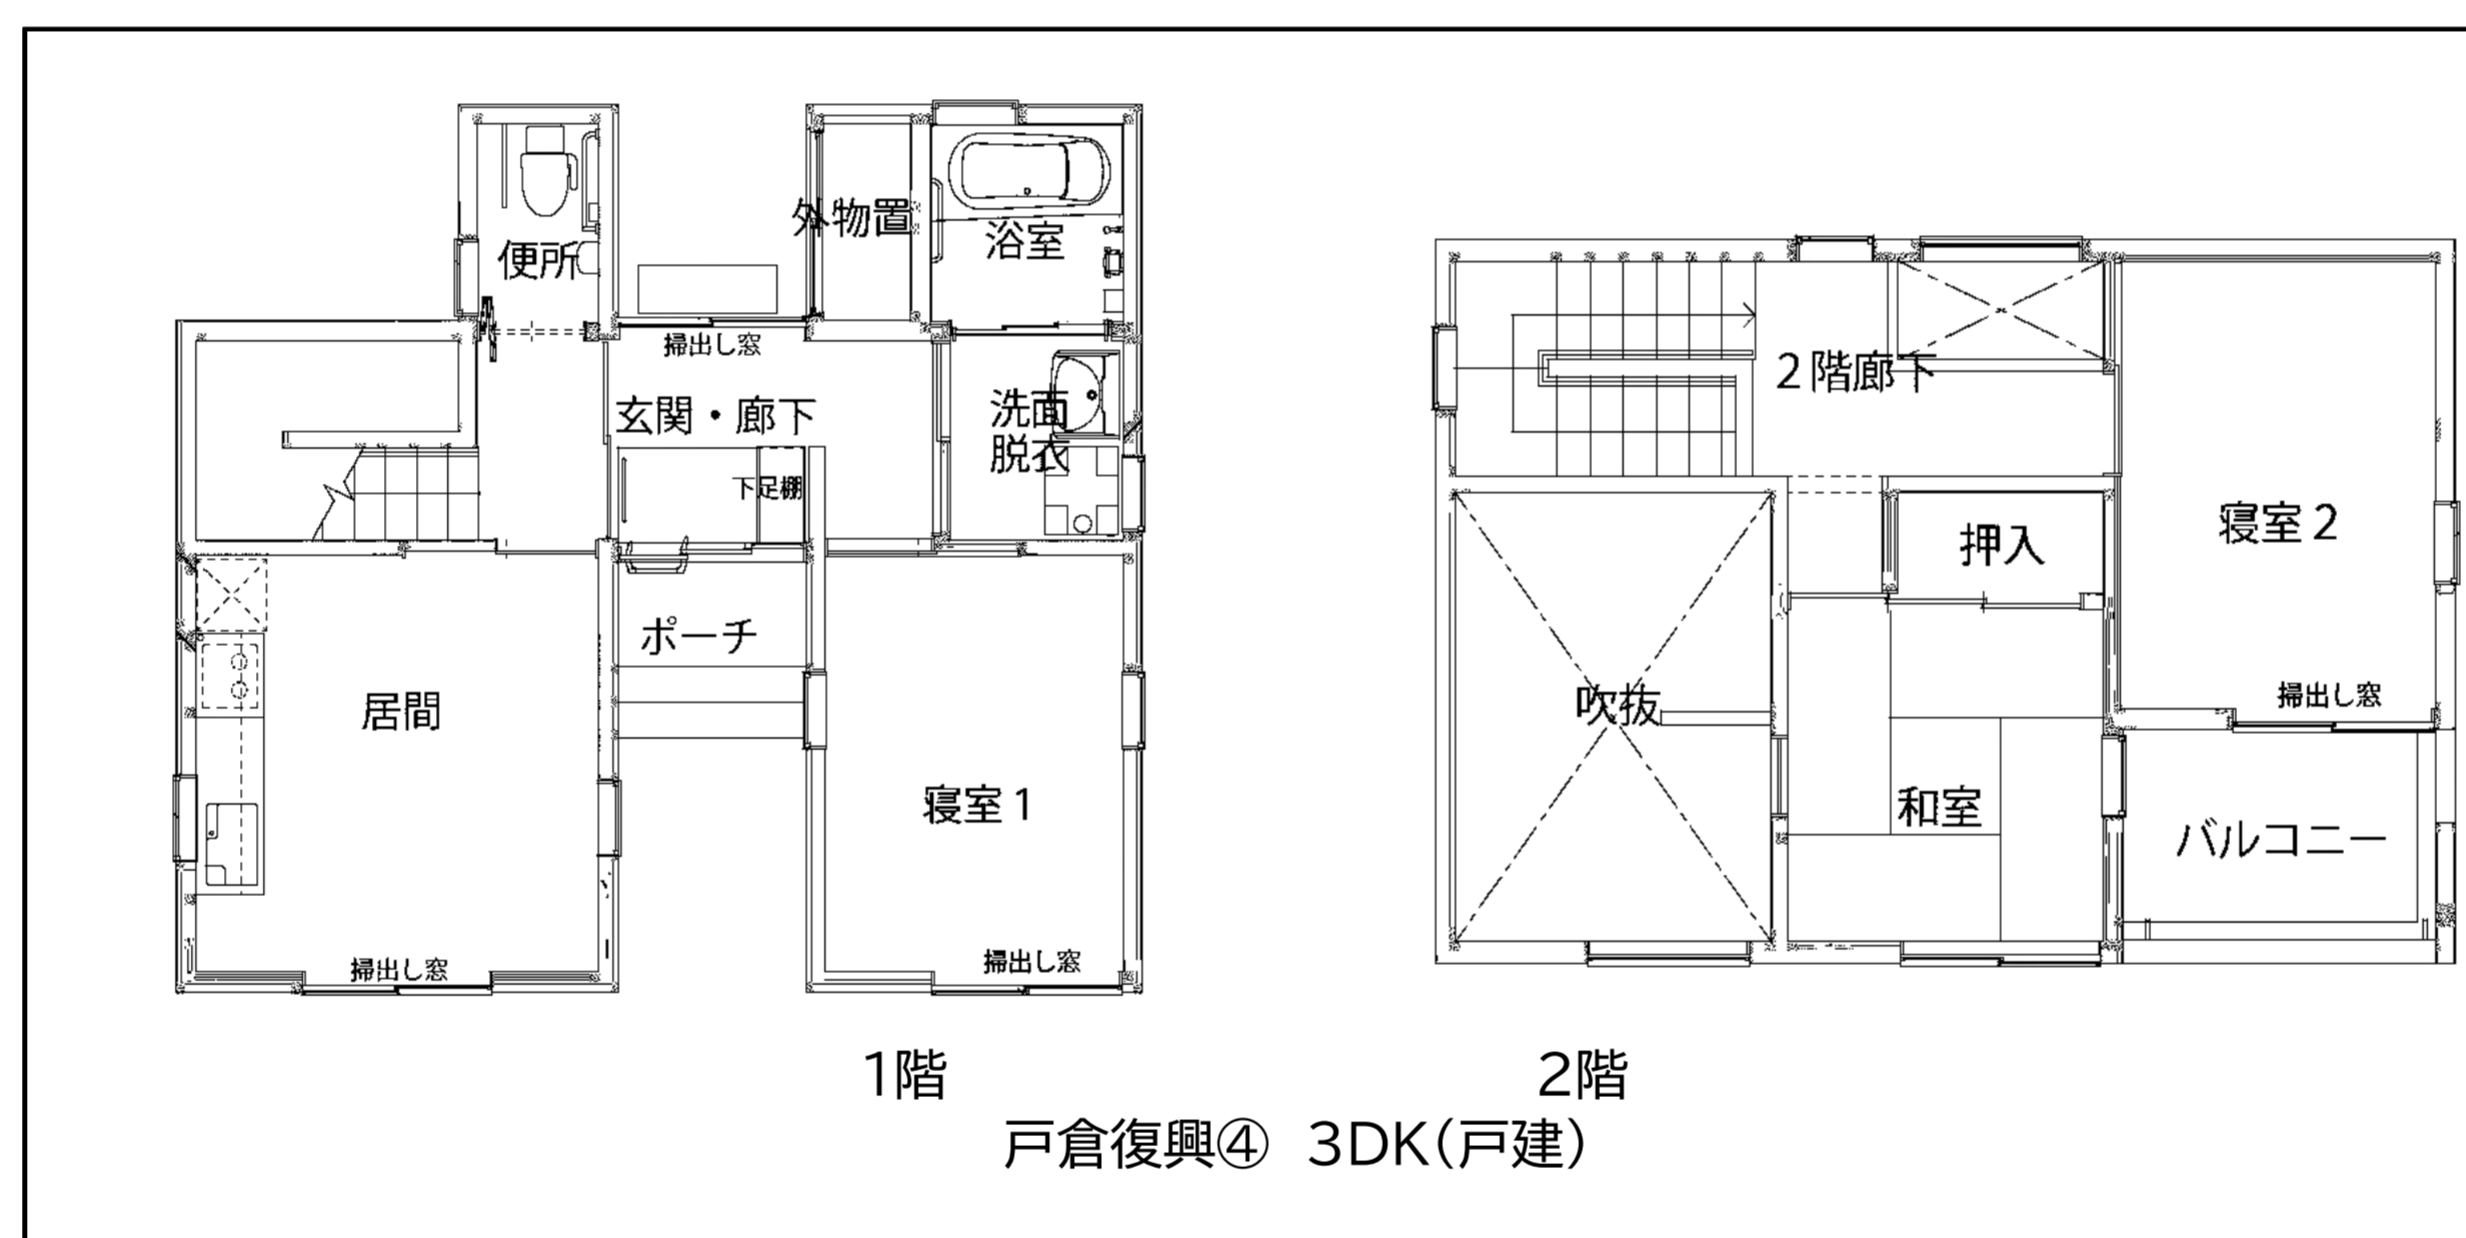 外物置
浴室
便所
掃出し窓
玄関・廊下
洗面
脱衣
下足棚
ポーチ
居間
寝室1
掃出し窓
掃出し窓
2階廊下
押入
寝室2
吹抜
掃出し窓
和室
バルコニー
1階
2階
戸倉復興④ 3DK(戸建)